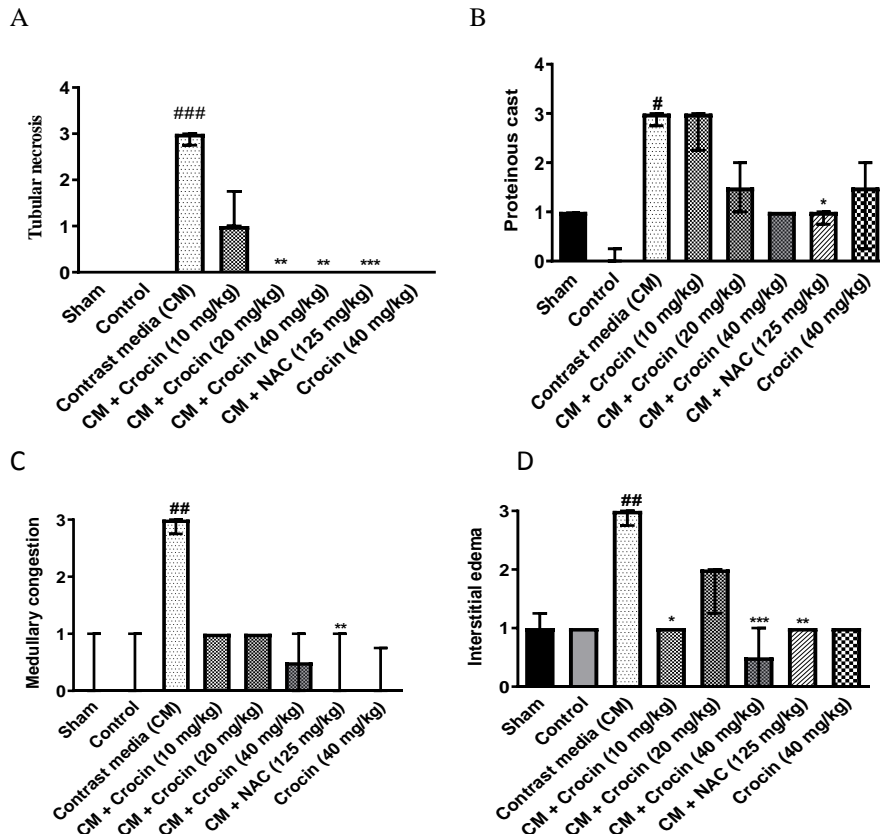 A
B
Tubular necrosis
4
3
2
1
0
###
**
**
***
Sham
Control
Contrast media (CM)
CM + Crocin (10 mg/kg)
CM + Crocin (20 mg/kg)
CM + Crocin (40 mg/kg)
CM + NAC (125 mg/kg)
Crocin (40 mg/kg)
Proteinous cast
4
3
2
1
0
#
*
Sham
Control
Contrast media (CM)
CM + Crocin (10 mg/kg)
CM + Crocin (20 mg/kg)
CM + Crocin (40 mg/kg)
CM + NAC (125 mg/kg)
Crocin (40 mg/kg)
C
D
Medullary congestion
3
2
1
0
##
**
Sham
Control
Contrast media (CM)
CM + Crocin (10 mg/kg)
CM + Crocin (20 mg/kg)
CM + Crocin (40 mg/kg)
CM + NAC (125 mg/kg)
Crocin (40 mg/kg)
Interstitial edema
3
2
1
0
##
*
***
**
Sham
Control
Contrast media (CM)
CM + Crocin (10 mg/kg)
CM + Crocin (20 mg/kg)
CM + Crocin (40 mg/kg)
CM + NAC (125 mg/kg)
Crocin (40 mg/kg)